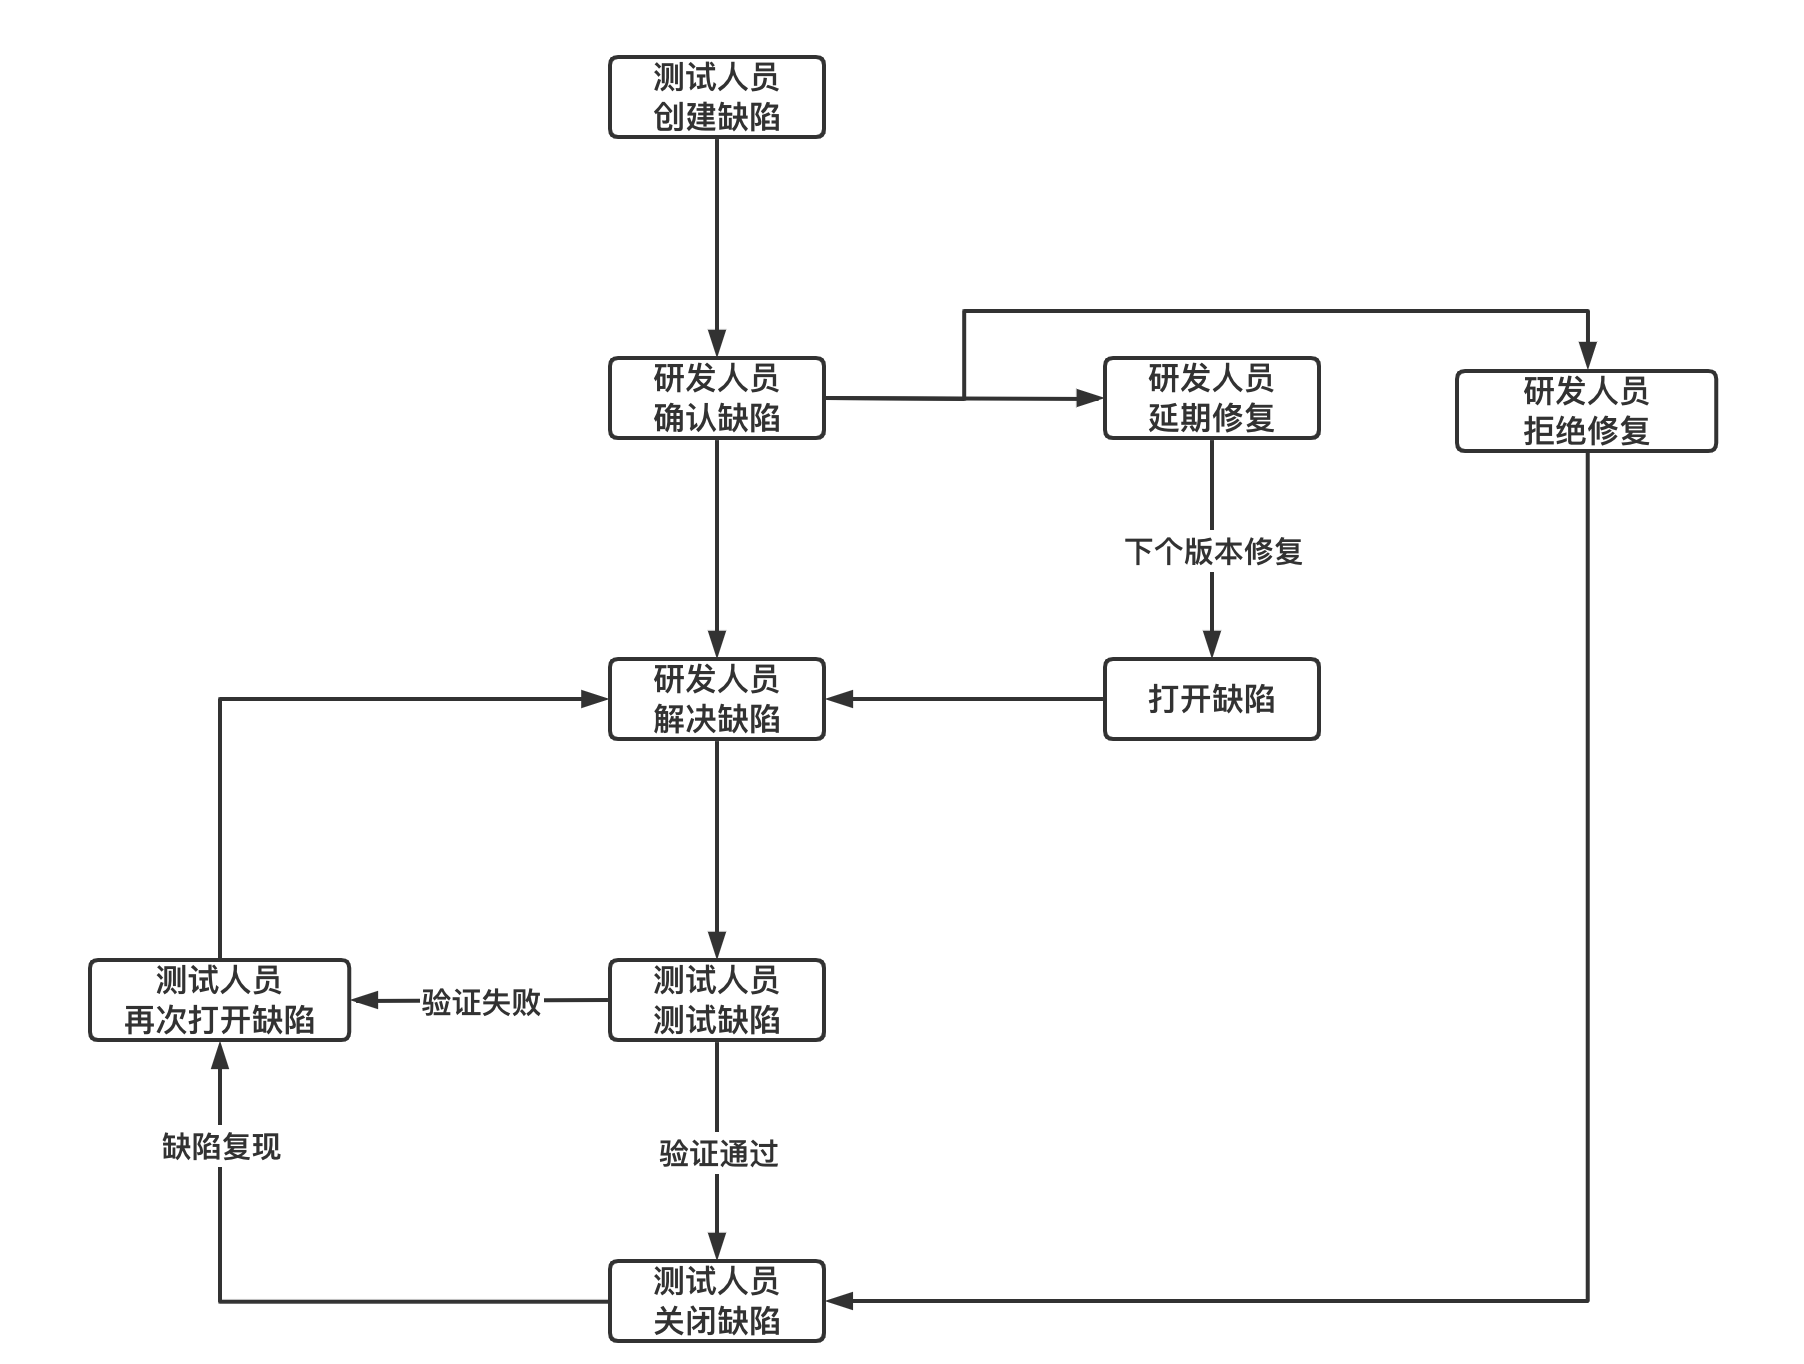 测试人员
创建缺陷
研发人员
确认缺陷
研发人员
延期修复
研发人员
拒绝修复
下个版本修复
研发人员
解决缺陷
打开缺陷
测试人员
再次打开缺陷
验证失败
测试人员
测试缺陷
缺陷复现
验证通过
测试人员
关闭缺陷